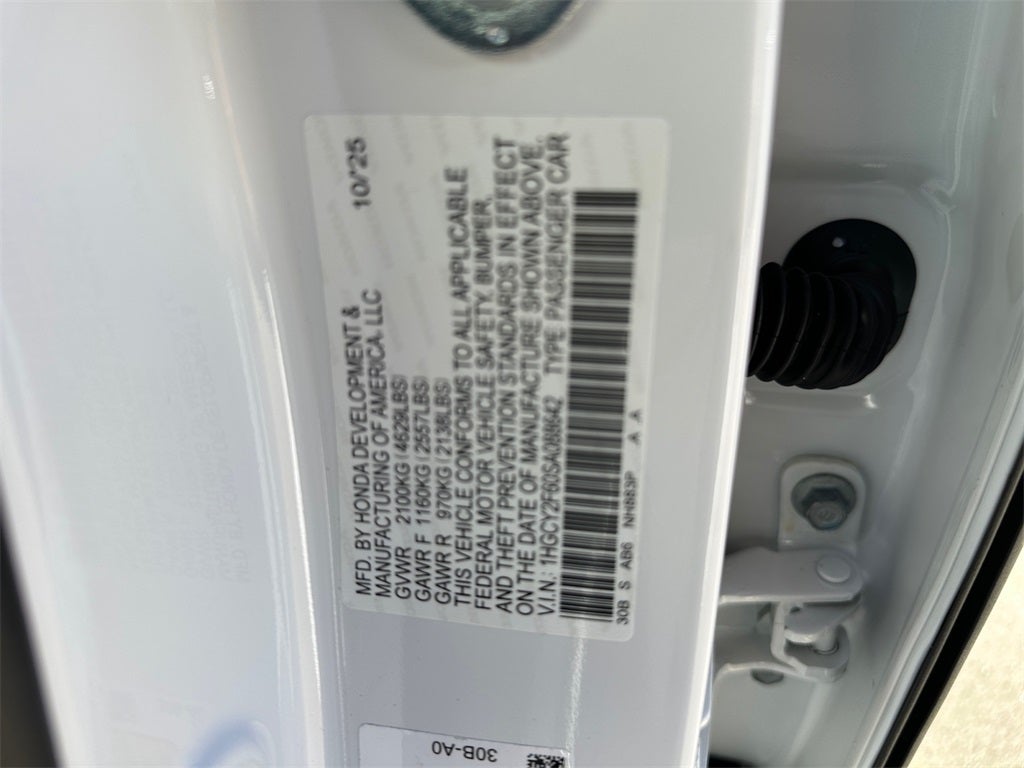 MFD. BY HONDA DEVELOPMENT & 10/25
MANUFACTURING OF AMERICA, LLC
GVWR 2100KG(4629LBS)
GAWR F 1160KG(2557LBS)
GAWR R 970KG(2138LBS)
THIS VEHICLE CONFORMS TO ALL APPLICABLE
FEDERAL MOTOR VEHICLE SAFETY, BUMPER,
AND THEFT PREVENTION STANDARDS IN EFFECT
ON THE DATE OF MANUFACTURE SHOWN ABOVE.
V.I.N.: 1HGCY2F60SA088642 TYPE PASSENGER CAR
30B S AB6 NH883P A A
30B-A0